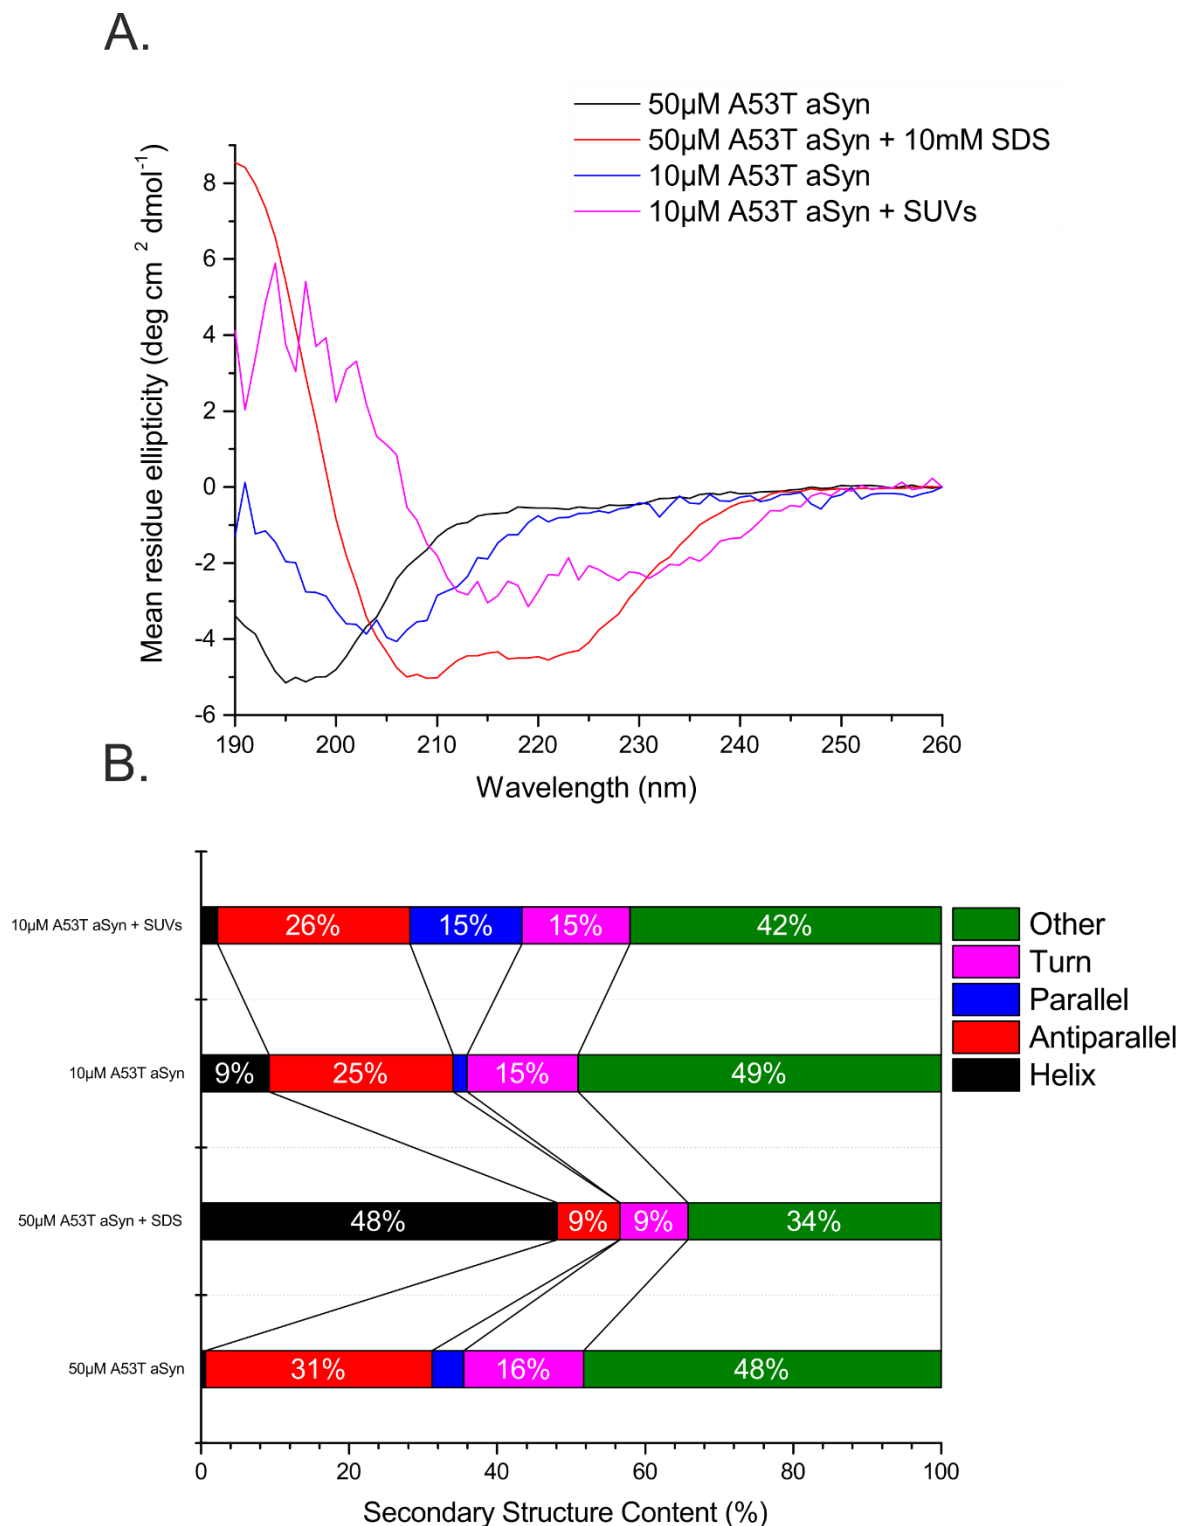 A.
50µM A53T aSyn
50µM A53T aSyn + 10mM SDS
10µM A53T aSyn
10µM A53T aSyn + SUVs
Mean residue ellipticity (deg cm ² dmol⁻¹)
8
6
4
2
0
-2
-4
-6
190 200 210 220 230 240 250 260
Wavelength (nm)
B.
10µM A53T aSyn + SUVs
26% 15% 15% 42%
10µM A53T aSyn
9% 25% 15% 49%
50µM A53T aSyn + SDS
48% 9% 9% 34%
50µM A53T aSyn
31% 16% 48%
Other
Turn
Parallel
Antiparallel
Helix
0 20 40 60 80 100
Secondary Structure Content (%)